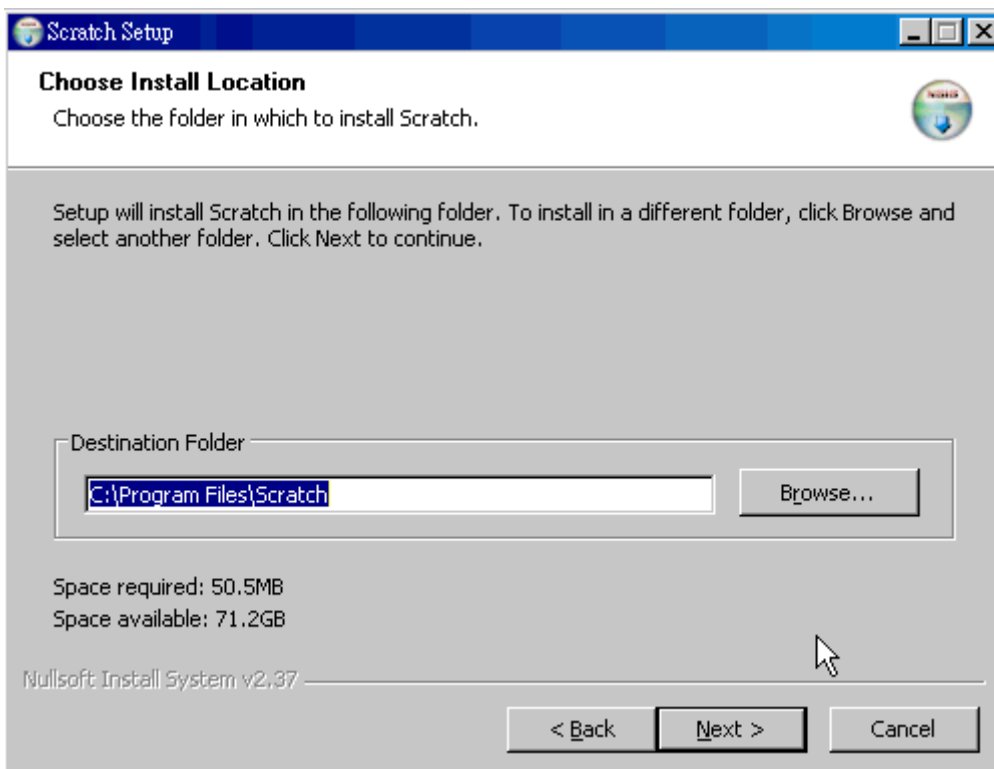 Scratch Setup
Choose Install Location
Choose the folder in which to install Scratch.
Setup will install Scratch in the following folder. To install in a different folder, click Browse and
select another folder. Click Next to continue.
Destination Folder
C:\Program Files\Scratch
Browse...
Space required: 50.5MB
Space available: 71.2GB
Nullsoft Install System v2.37
< Back
Next >
Cancel